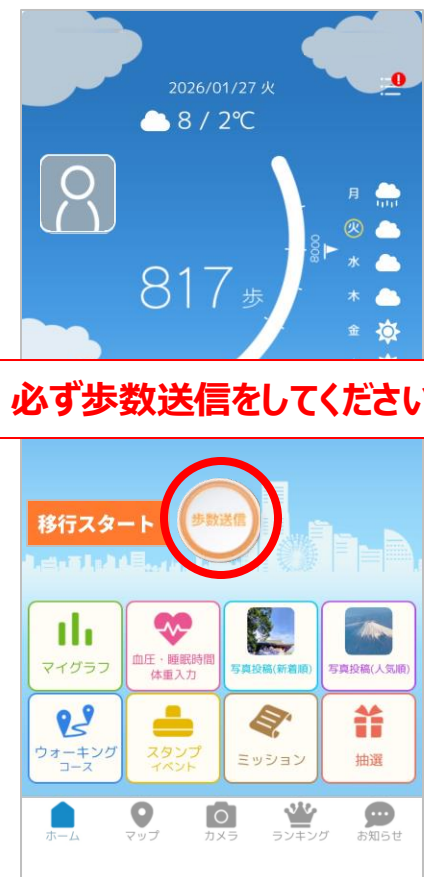 2026/01/27 火
8 / 2℃
月
火
水
木
金
8000
817 歩
必ず歩数送信をしてください
移行スタート
歩数送信
マイグラフ
血圧・睡眠時間
体重入力
写真投稿(新着順)
写真投稿(人気順)
ウォーキング
コース
スタンプ
イベント
ミッション
抽選
ホーム
マップ
カメラ
ランキング
お知らせ